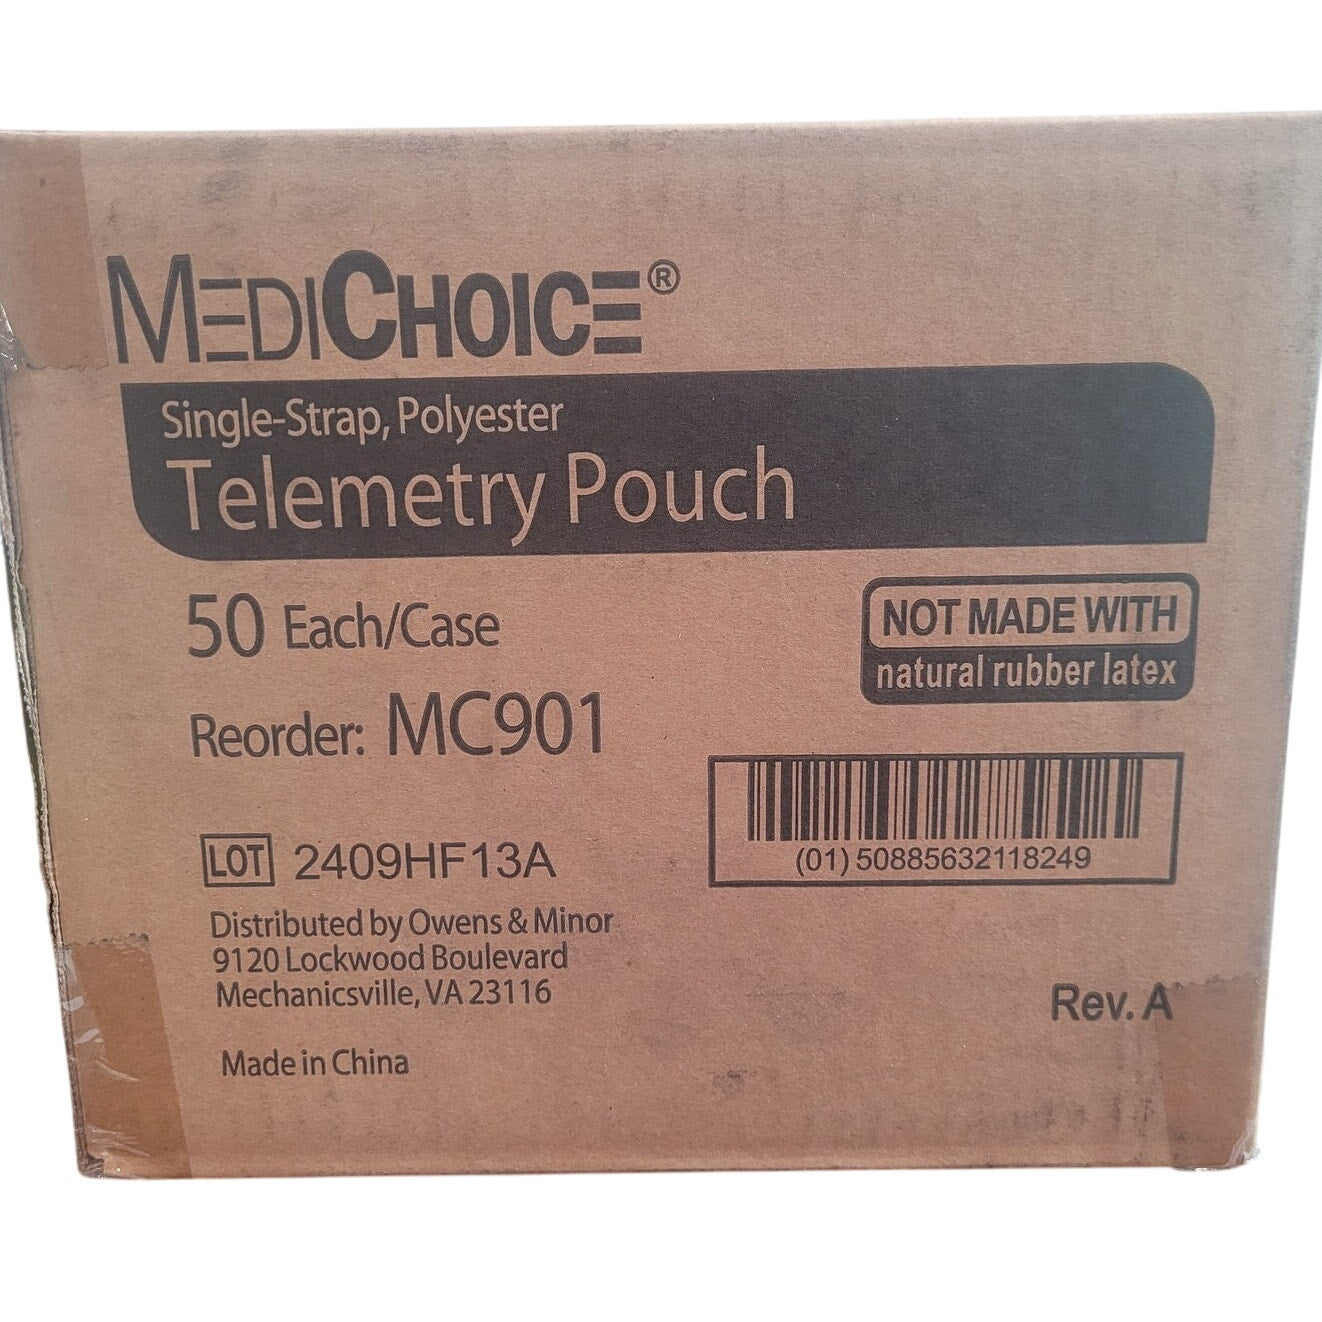 MEDICHOICE®
Single-Strap, Polyester
Telemetry Pouch
50 Each/Case
NOT MADE WITH
natural rubber latex
Reorder: MC901
LOT 2409HF13A
(01) 50885632118249
Distributed by Owens & Minor
9120 Lockwood Boulevard
Mechanicsville, VA 23116
Rev. A
Made in China